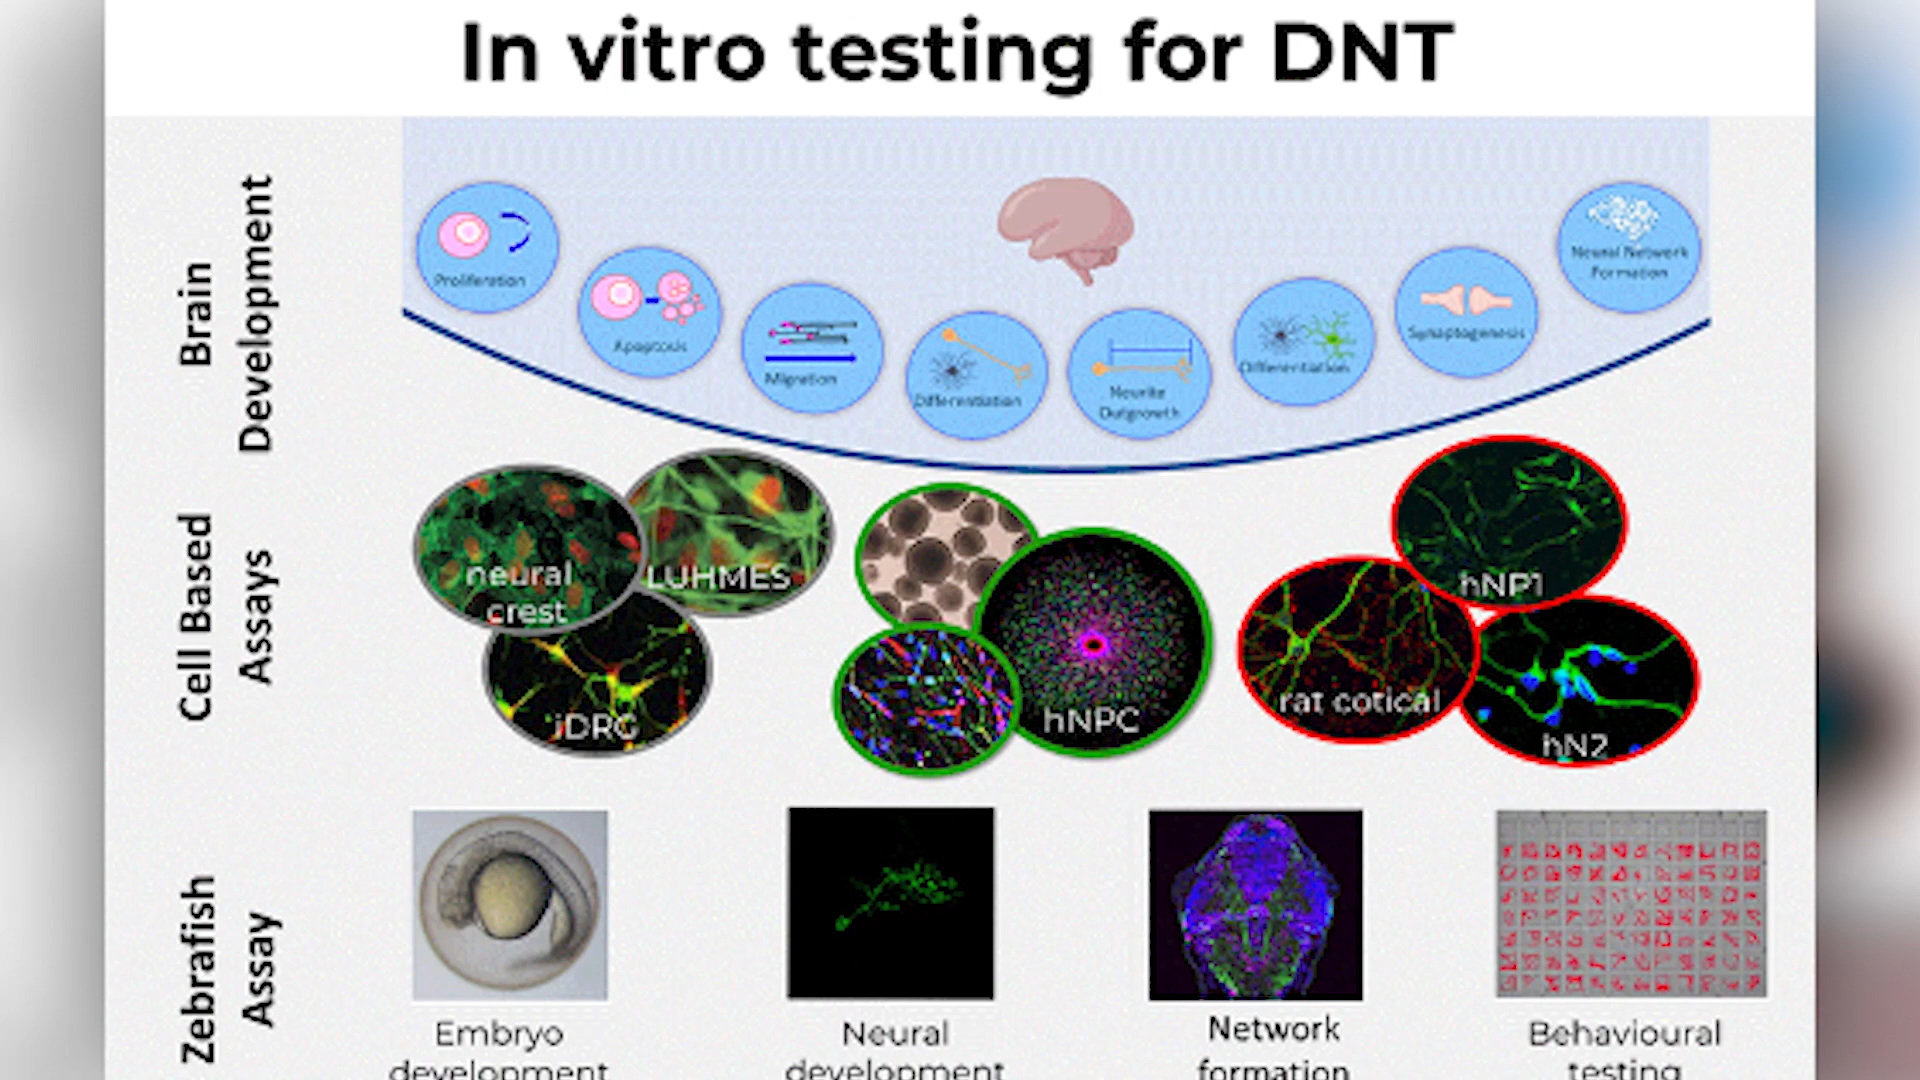 In vitro testing for DNT
Brain
Development
Proliferation
Apoptosis
Migration
Differentiation
Neurite
Outgrowth
Differentiation
Synaptogenesis
Neural Network
Formation
Cell Based
Assays
neural
crest
LUHMES
iDRG
hNPC
hNP1
rat cotical
hN2
Zebrafish
Assay
Embryo
development
Neural
development
Network
formation
Behavioural
testing